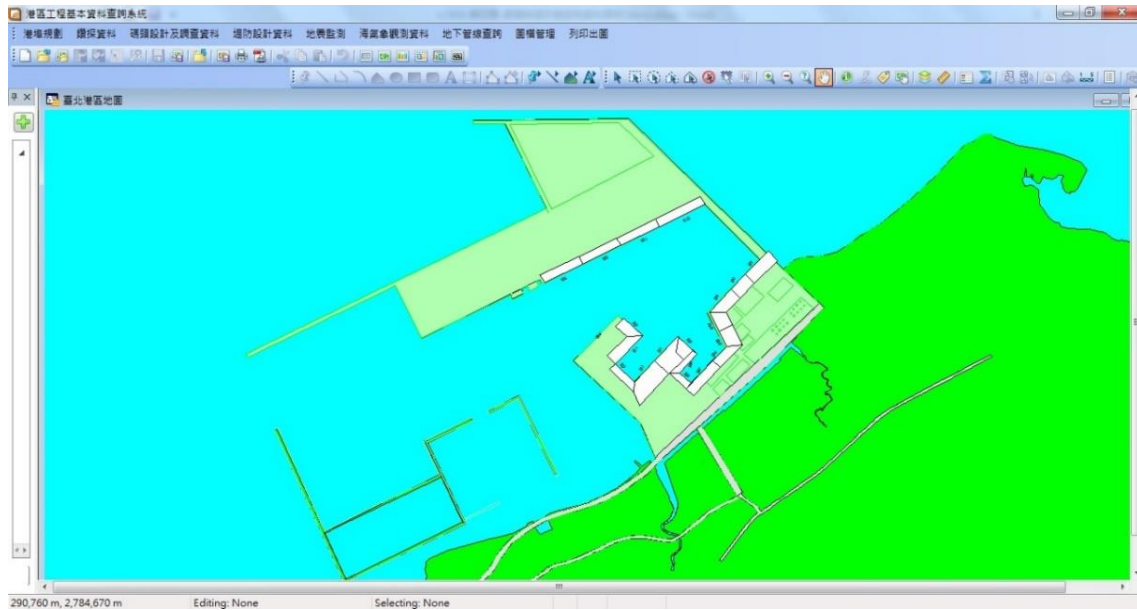 港區工程基本資料查詢系統
港埠規劃 鑽探資料 碼頭設計及調查資料 堤防設計資料 地震監測 海氣象觀測資料 地下管線查詢 圖檔管理 列印出圖
臺北港區地圖
290,760 m, 2,784,670 m Editing: None Selecting: None